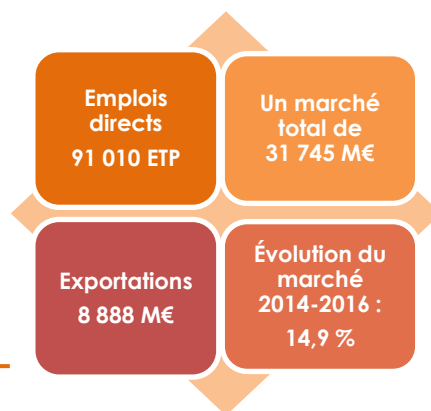 Emplois
directs
91 010 ETP
Un marché
total de
31 745 M€
Exportations
8 888 M€
Évolution du
marché
2014-2016 :
14,9 %